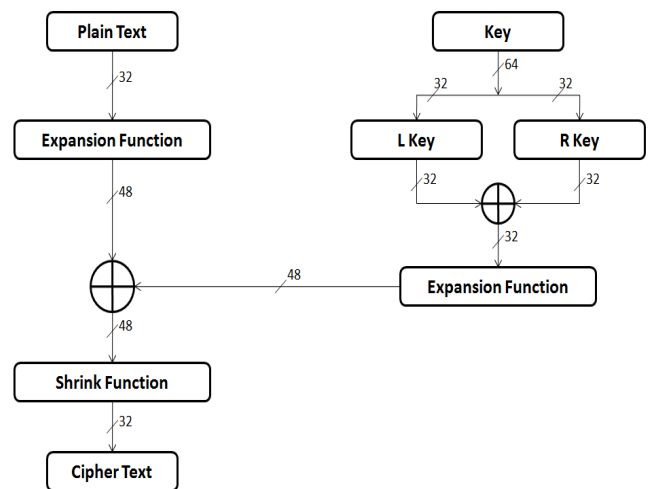 Plain Text
Key
32
64
32
32
Expansion Function
L Key
R Key
48
32
32
32
48
Expansion Function
48
Shrink Function
32
Cipher Text